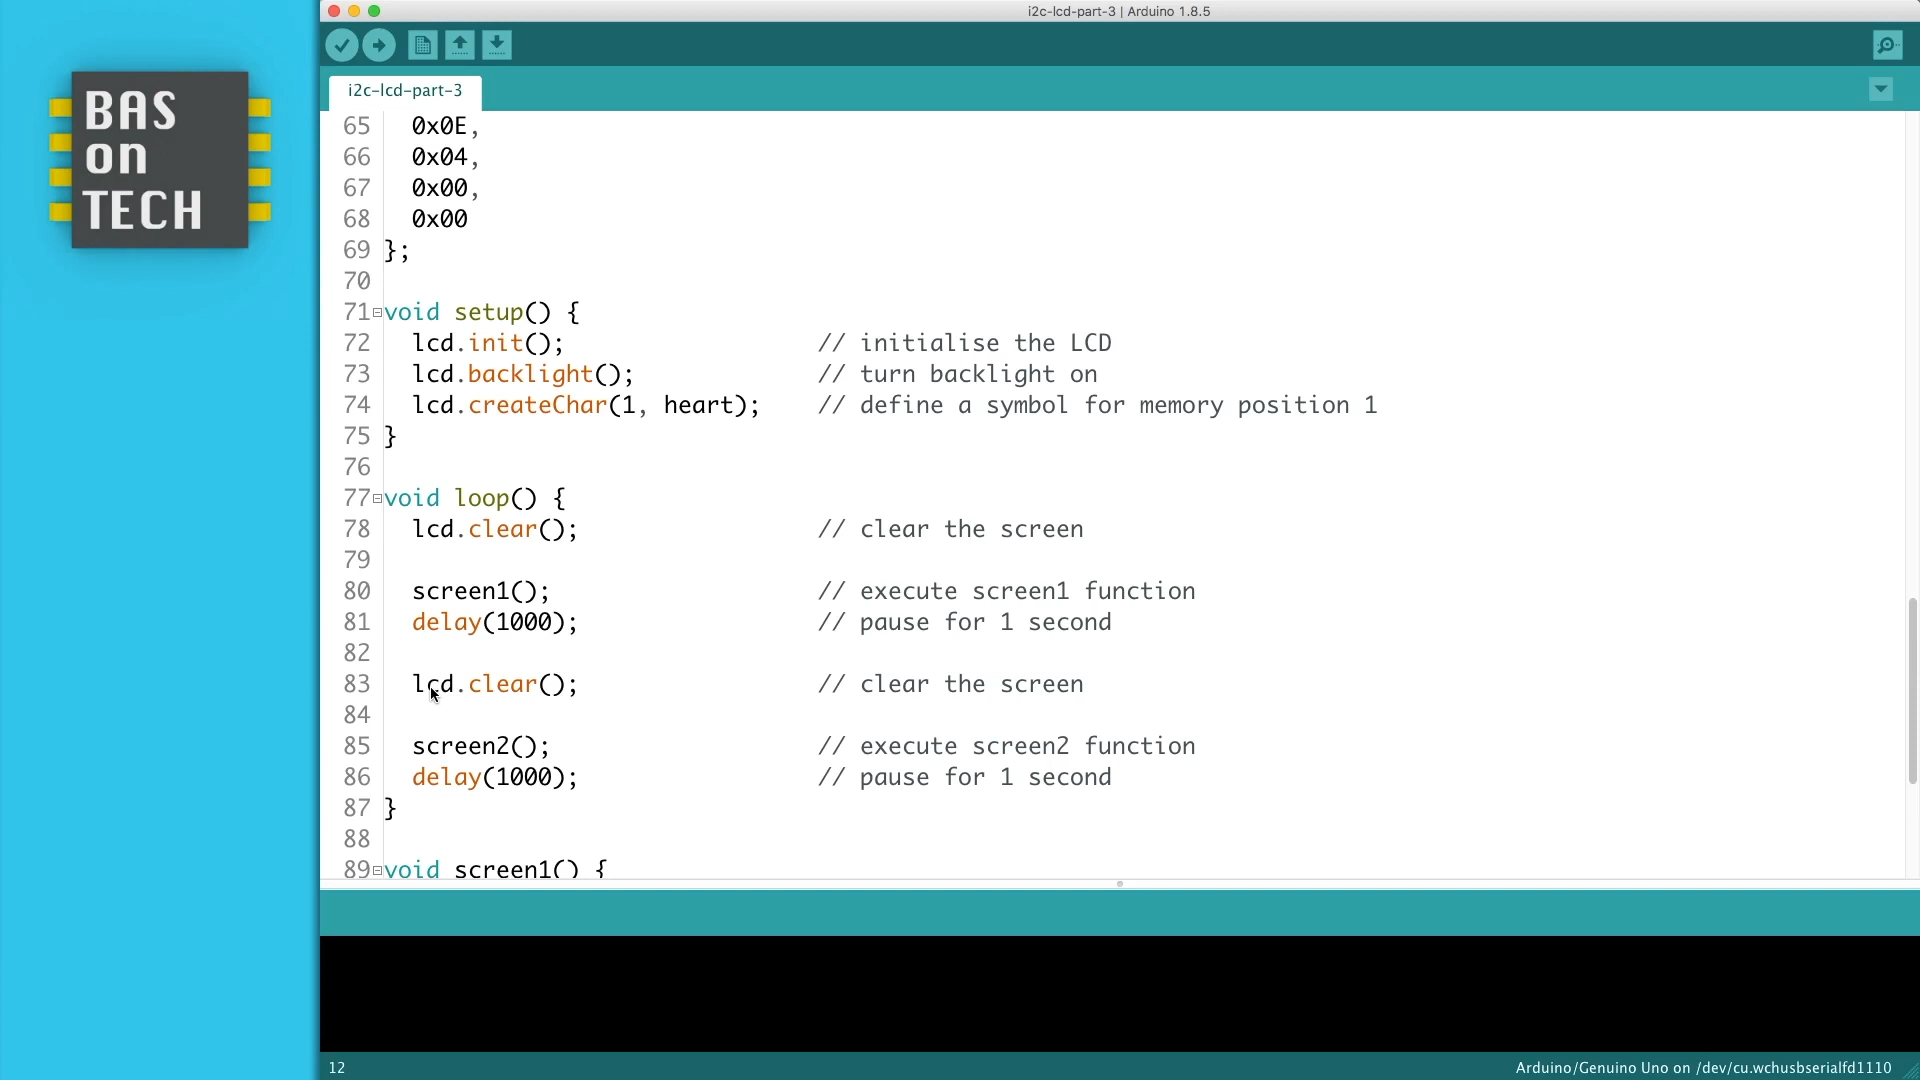 BAS
on
TECH
i2c-lcd-part-3 | Arduino 1.8.5
i2c-lcd-part-3
65 0x0E,
66 0x04,
67 0x00,
68 0x00
69 };
70
71 void setup() {
72 lcd.init(); // initialise the LCD
73 lcd.backlight(); // turn backlight on
74 lcd.createChar(1, heart); // define a symbol for memory position 1
75 }
76
77 void loop() {
78 lcd.clear(); // clear the screen
79
80 screen1(); // execute screen1 function
81 delay(1000); // pause for 1 second
82
83 lcd.clear(); // clear the screen
84
85 screen2(); // execute screen2 function
86 delay(1000); // pause for 1 second
87 }
88
89 void screen1() {
12
Arduino/Genuino Uno on /dev/cu.wchusbserialfd1110